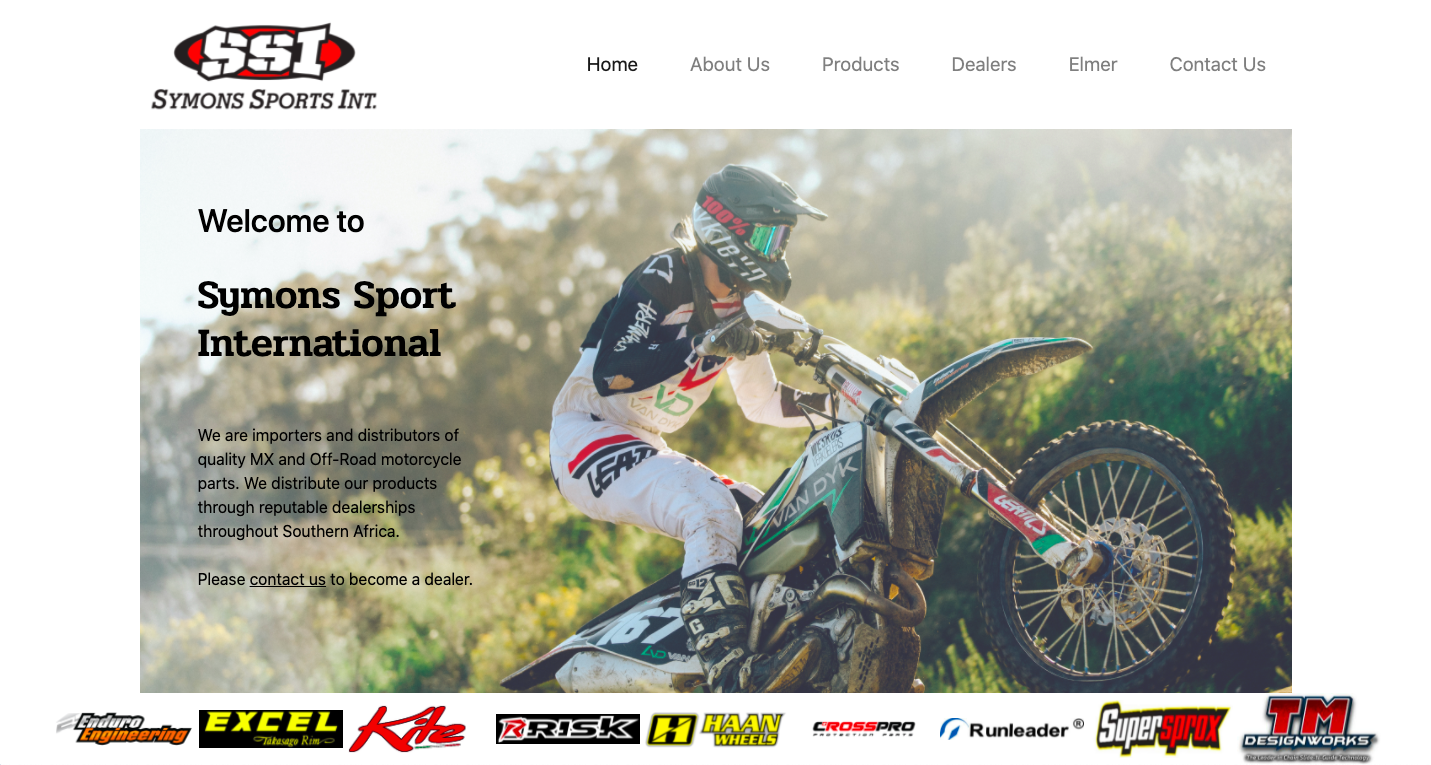 SSI
SYMONS SPORTS INT.
Home
About Us
Products
Dealers
Elmer
Contact Us
Welcome to
Symons Sport
International
We are importers and distributors of
quality MX and Off-Road motorcycle
parts. We distribute our products
through reputable dealerships
throughout Southern Africa.
Please contact us to become a dealer.
100%
VAN DYK
LEATT
167
Enduro
Engineering
EXCEL
Takasago Rim
Kite
RISK
HAAN
WHEELS
CROSSPRO
PROTECTION PARTS
Runleader ®
Supersprox
TM
DESIGNWORKS